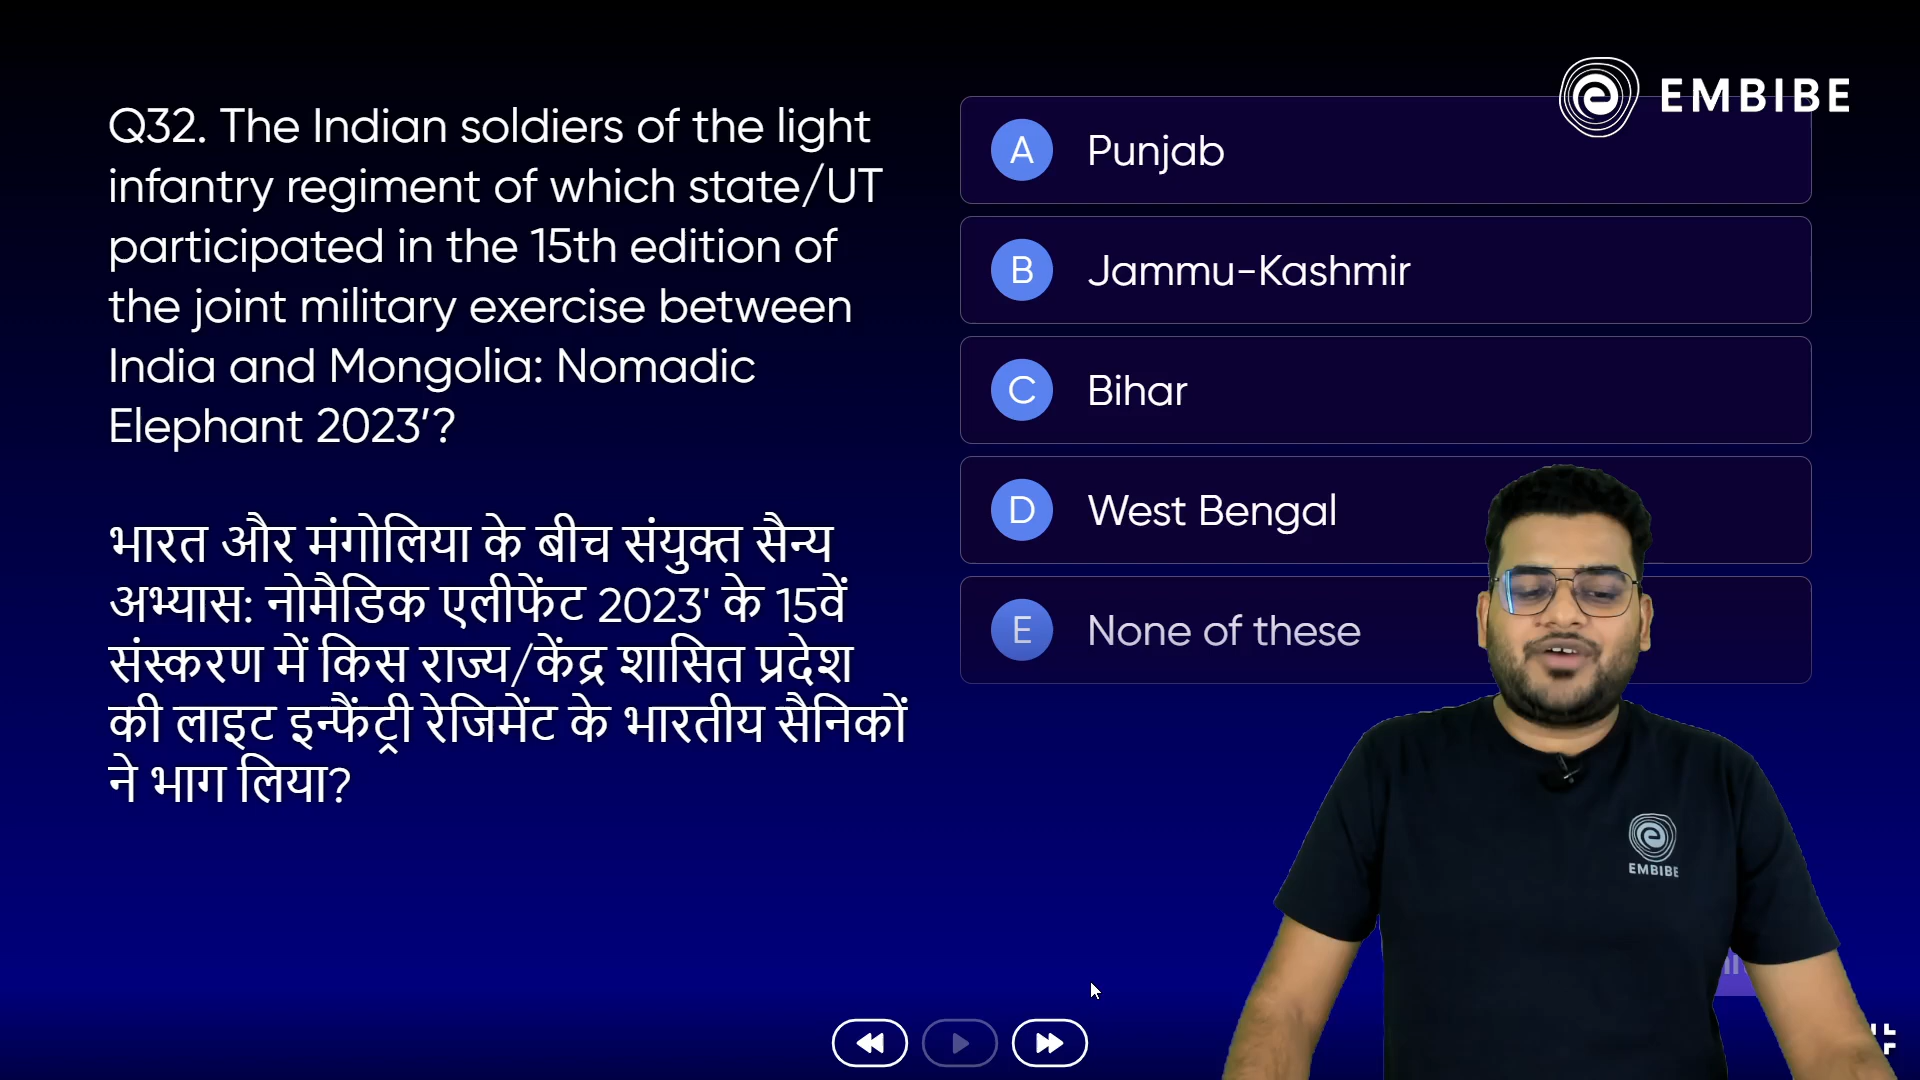 EMBIBE
Q32. The Indian soldiers of the light
infantry regiment of which state/UT
participated in the 15th edition of
the joint military exercise between
India and Mongolia: Nomadic
Elephant 2023'?
भारत और मंगोलिया के बीच संयुक्त सैन्य
अभ्यास: नोमैडिक एलीफेंट 2023' के 15वें
संस्करण में किस राज्य/केंद्र शासित प्रदेश
की लाइट इन्फैंट्री रेजिमेंट के भारतीय सैनिकों
ने भाग लिया?
A Punjab
B Jammu-Kashmir
C Bihar
D West Bengal
E None of these
EMBIBE